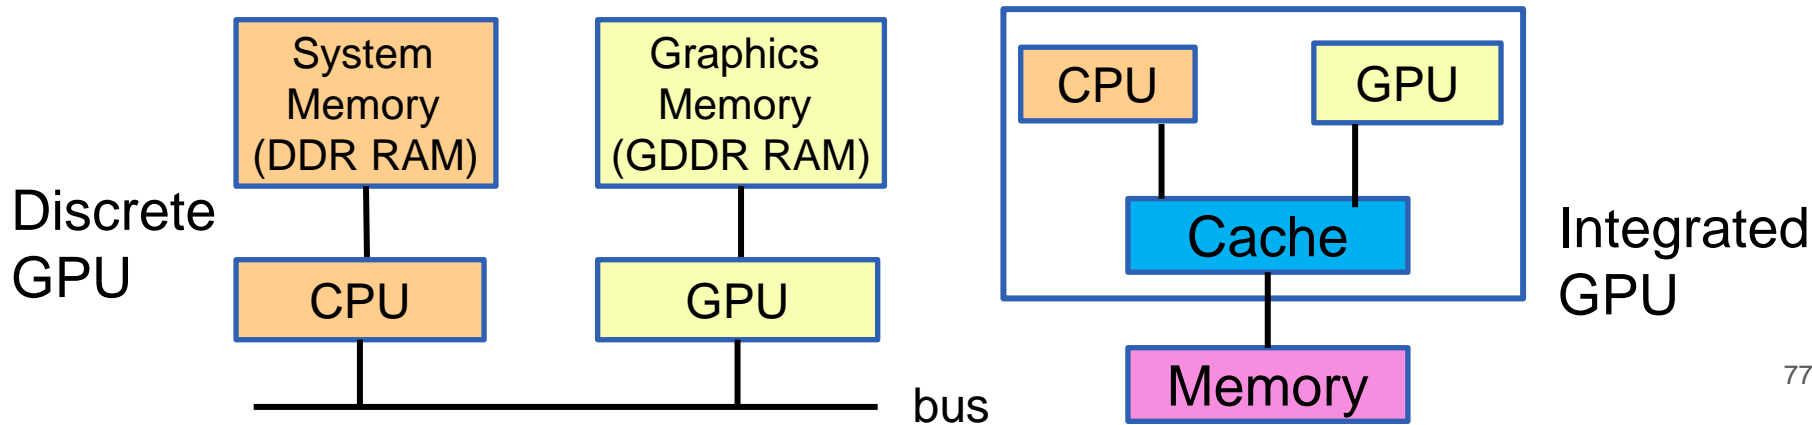 Discrete
GPU
System
Memory
(DDR RAM)
CPU
Graphics
Memory
(GDDR RAM)
GPU
bus
CPU
GPU
Cache
Memory
Integrated
GPU
77